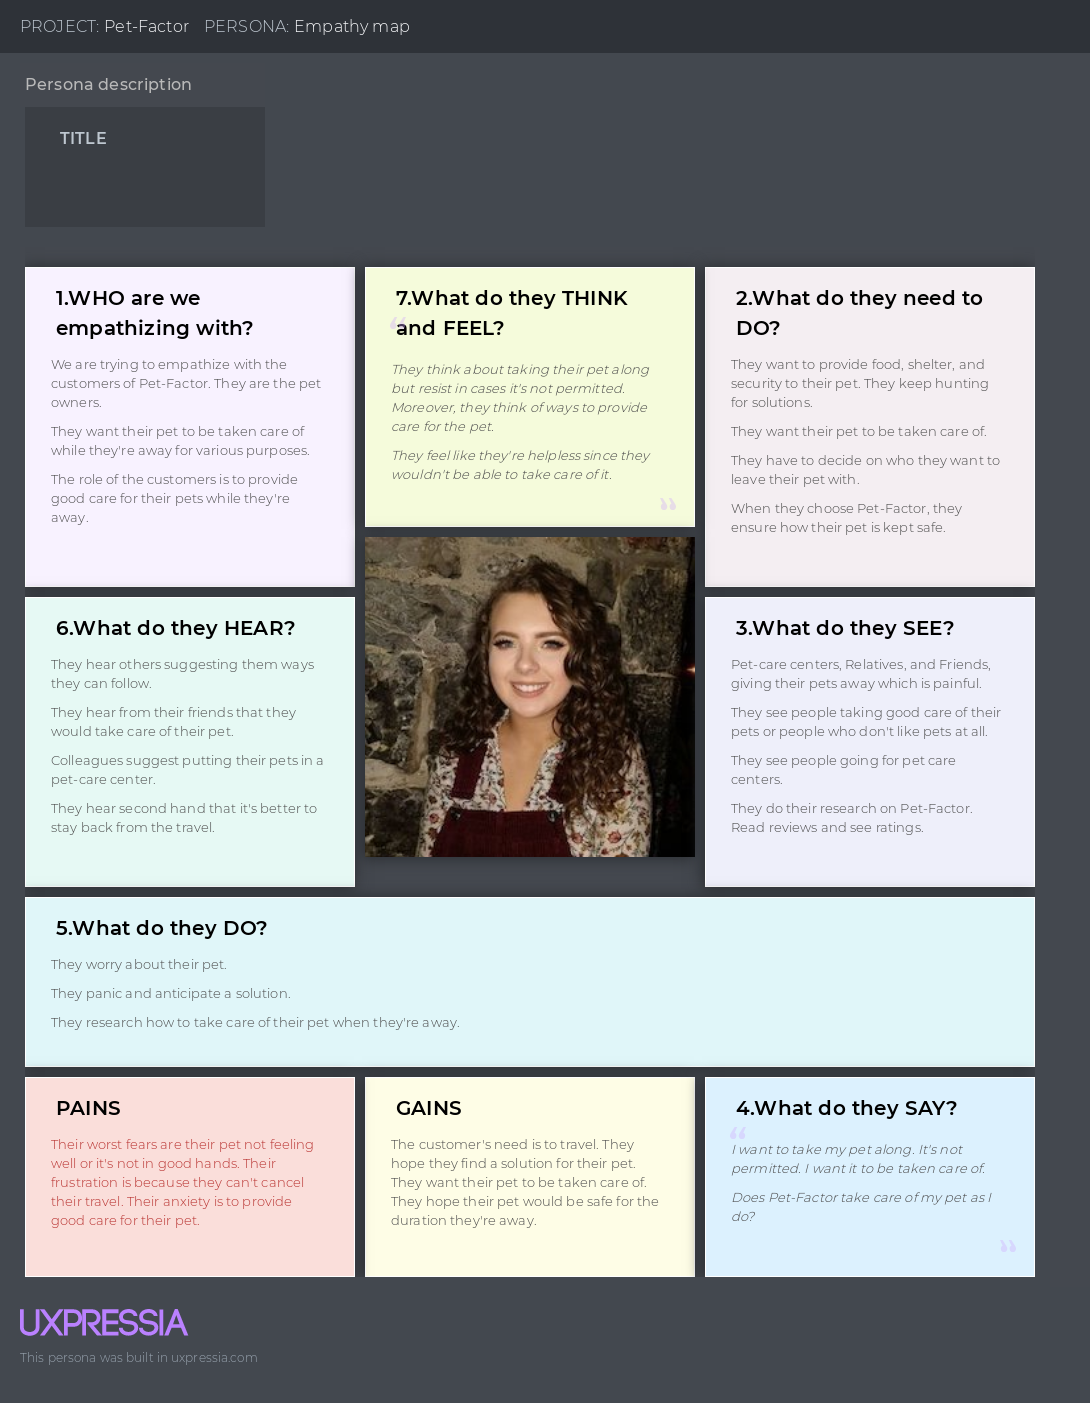 PROJECT: Pet-Factor PERSONA: Empathy map
Persona description
TITLE
1.WHO are we
empathizing with?
We are trying to empathize with the
customers of Pet-Factor. They are the pet
owners.
They want their pet to be taken care of
while they're away for various purposes.
The role of the customers is to provide
good care for their pets while they're
away.
7.What do they THINK
and FEEL?
“
They think about taking their pet along
but resist in cases it's not permitted.
Moreover, they think of ways to provide
care for the pet.
They feel like they're helpless since they
wouldn't be able to take care of it.
”
2.What do they need to
DO?
They want to provide food, shelter, and
security to their pet. They keep hunting
for solutions.
They want their pet to be taken care of.
They have to decide on who they want to
leave their pet with.
When they choose Pet-Factor, they
ensure how their pet is kept safe.
6.What do they HEAR?
They hear others suggesting them ways
they can follow.
They hear from their friends that they
would take care of their pet.
Colleagues suggest putting their pets in a
pet-care center.
They hear second hand that it's better to
stay back from the travel.
3.What do they SEE?
Pet-care centers, Relatives, and Friends,
giving their pets away which is painful.
They see people taking good care of their
pets or people who don't like pets at all.
They see people going for pet care
centers.
They do their research on Pet-Factor.
Read reviews and see ratings.
5.What do they DO?
They worry about their pet.
They panic and anticipate a solution.
They research how to take care of their pet when they're away.
PAINS
Their worst fears are their pet not feeling
well or it's not in good hands. Their
frustration is because they can't cancel
their travel. Their anxiety is to provide
good care for their pet.
GAINS
The customer's need is to travel. They
hope they find a solution for their pet.
They want their pet to be taken care of.
They hope their pet would be safe for the
duration they're away.
4.What do they SAY?
“
I want to take my pet along. It's not
permitted. I want it to be taken care of.
Does Pet-Factor take care of my pet as I
do?
”
UXPRESSIA
This persona was built in uxpressia.com